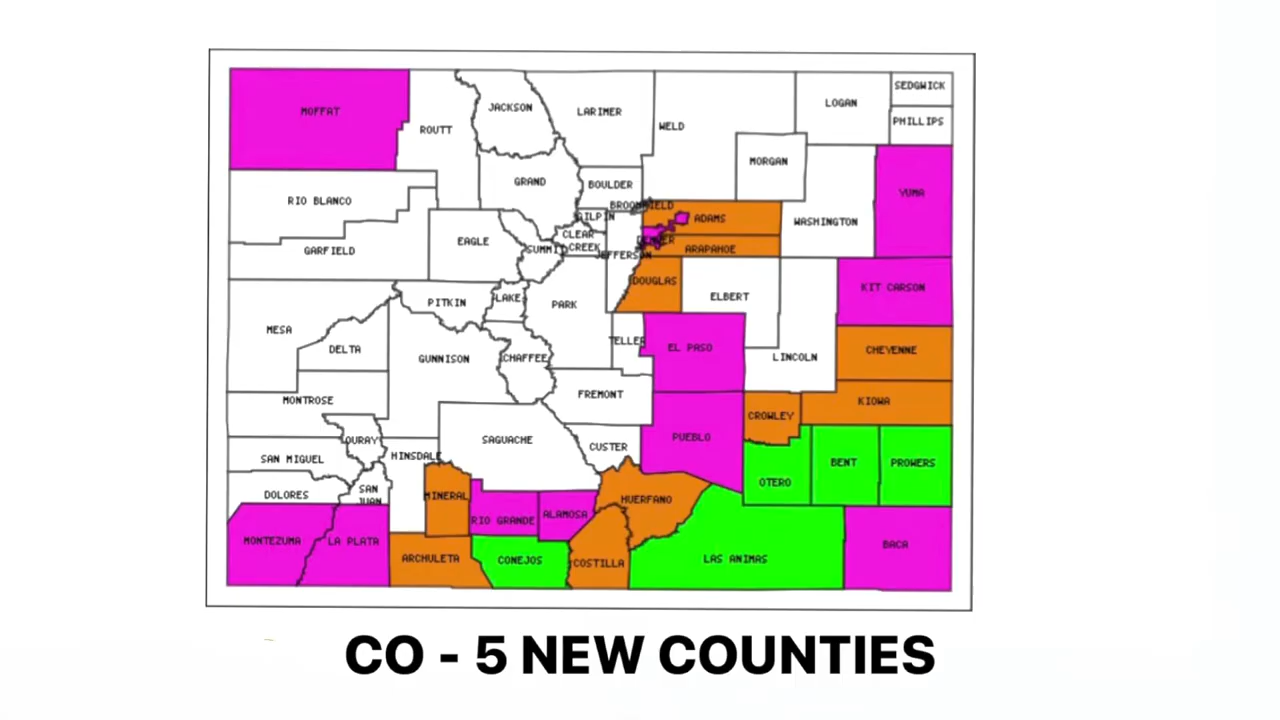 MOFFAT
ROUTT
JACKSON
LARIMER
WELD
LOGAN
SEDGWICK
PHILLIPS
MORGAN
YUMA
RIO BLANCO
GRAND
BOULDER
BROOMFIELD
GILPIN
ADAMS
WASHINGTON
GARFIELD
EAGLE
SUMMIT
CLEAR
CREEK
DENVER
JEFFERSON
ARAPAHOE
PITKIN
LAKE
PARK
DOUGLAS
ELBERT
KIT CARSON
MESA
DELTA
GUNNISON
CHAFFEE
TELLER
EL PASO
LINCOLN
CHEYENNE
MONTROSE
FREMONT
CROWLEY
KIOWA
OURAY
SAN MIGUEL
HINSDALE
SAGUACHE
CUSTER
PUEBLO
OTERO
BENT
PROWERS
DOLORES
SAN
JUAN
MINERAL
RIO GRANDE
ALAMOSA
HUERFANO
MONTEZUMA
LA PLATA
ARCHULETA
CONEJOS
COSTILLA
LAS ANIMAS
BACA
CO - 5 NEW COUNTIES